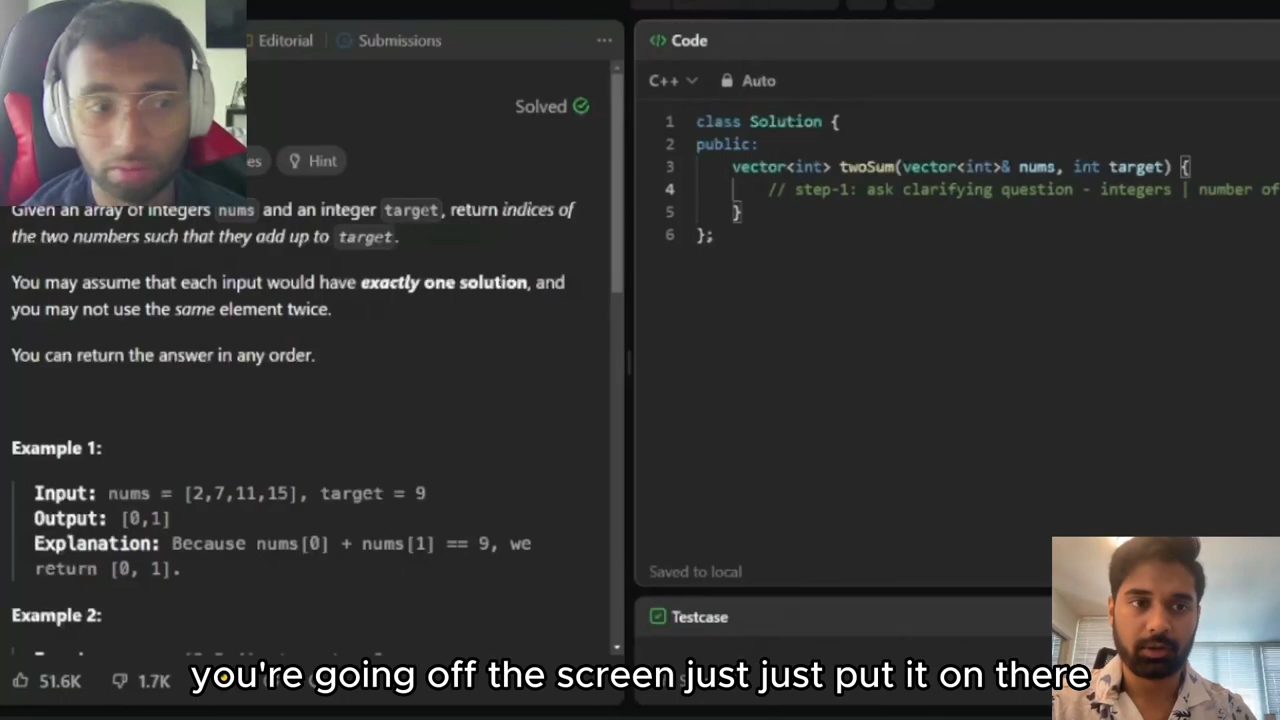 Editorial
Submissions
...
Solved
es
Hint
Given an array of integers nums and an integer target, return indices of
the two numbers such that they add up to target.
You may assume that each input would have exactly one solution, and
you may not use the same element twice.
You can return the answer in any order.
Example 1:
Input: nums = [2,7,11,15], target = 9
Output: [0,1]
Explanation: Because nums[0] + nums[1] == 9, we
return [0, 1].
Example 2:
51.6K
1.7K
</> Code
C++
Auto
1 class Solution {
2 public:
3 vector<int> twoSum(vector<int>& nums, int target) {
4 // step-1: ask clarifying question - integers | number of
5 }
6 };
Saved to local
Testcase
you're going off the screen just just put it on there